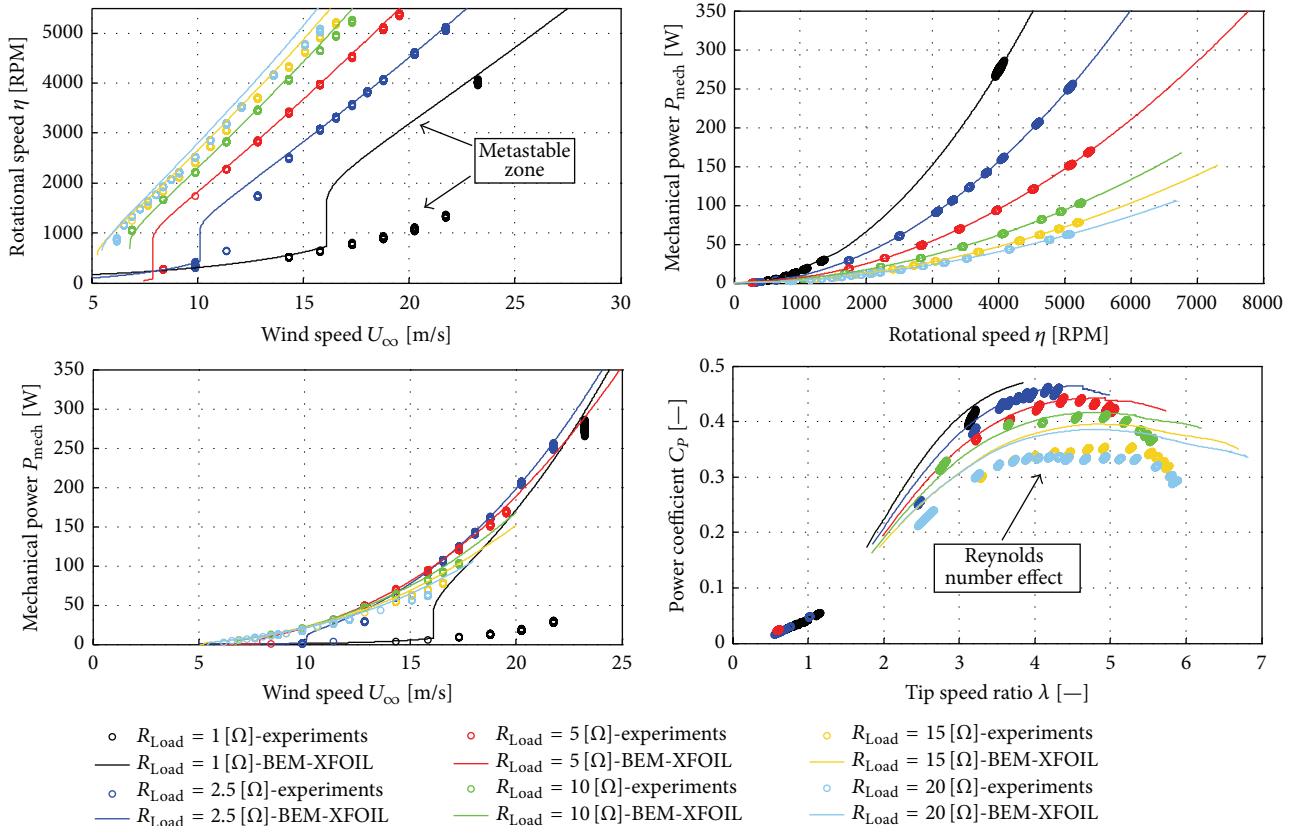 5500
5000
4000
3000
2000
1000
0
Rotational speed η [RPM]
5 10 15 20 25 30
Wind speed U∞ [m/s]
Metastable
zone
350
300
250
200
150
100
50
0
Mechanical power Pmech [W]
0 1000 2000 3000 4000 5000 6000 7000 8000
Rotational speed η [RPM]
350
300
250
200
150
100
50
0
Mechanical power Pmech [W]
0 5 10 15 20 25
Wind speed U∞ [m/s]
0.5
0.4
0.3
0.2
0.1
0
Power coefficient CP [—]
0 1 2 3 4 5 6 7
Tip speed ratio λ [—]
Reynolds
number effect
RLoad = 1 [Ω]-experiments
RLoad = 1 [Ω]-BEM-XFOIL
RLoad = 2.5 [Ω]-experiments
RLoad = 2.5 [Ω]-BEM-XFOIL
RLoad = 5 [Ω]-experiments
RLoad = 5 [Ω]-BEM-XFOIL
RLoad = 10 [Ω]-experiments
RLoad = 10 [Ω]-BEM-XFOIL
RLoad = 15 [Ω]-experiments
RLoad = 15 [Ω]-BEM-XFOIL
RLoad = 20 [Ω]-experiments
RLoad = 20 [Ω]-BEM-XFOIL